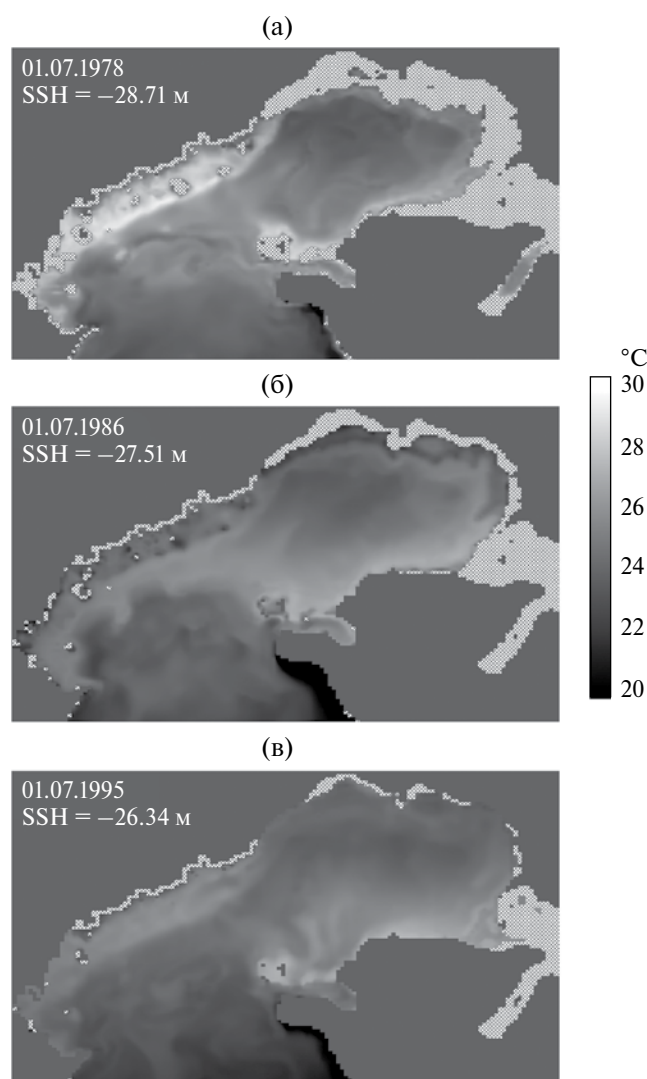 (а)
01.07.1978
SSH = −28.71 м
(б)
01.07.1986
SSH = −27.51 м
°C
30
28
26
24
22
20
(в)
01.07.1995
SSH = −26.34 м